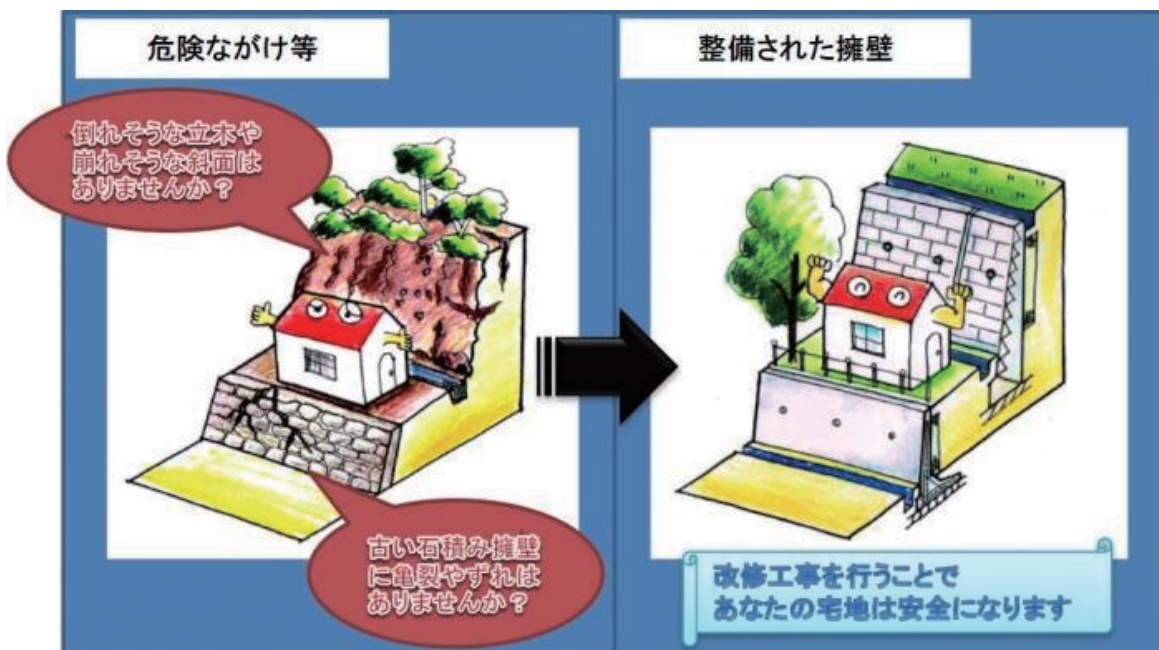 危険ながけ等
倒れそうな立木や
崩れそうな斜面は
ありませんか？
古い石積み擁壁
に亀裂やずれは
ありませんか？
整備された擁壁
改修工事を行うことで
あなたの宅地は安全になります